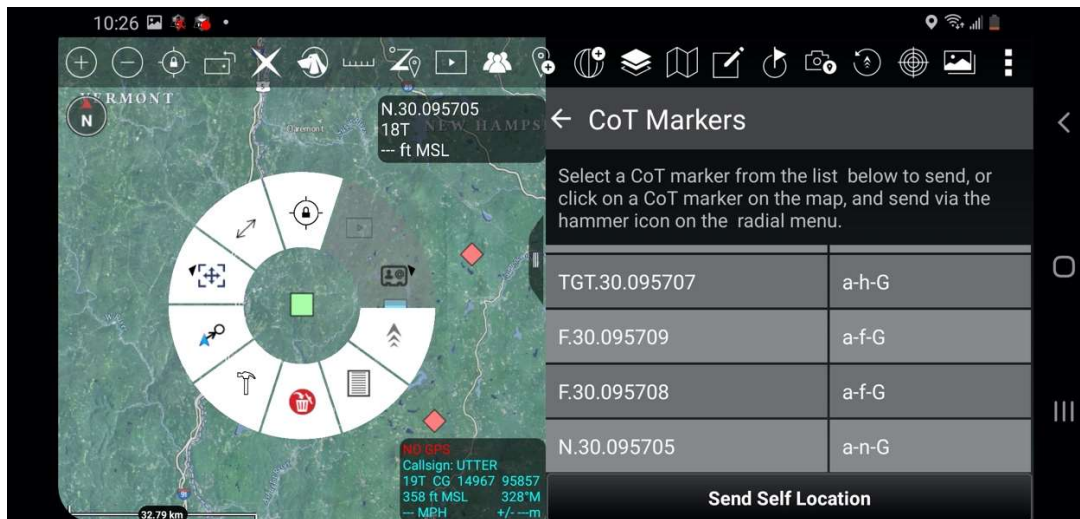 10:26
VERMONT
N
Claremont
NEW HAMPS
N.30.095705
18T
--- ft MSL
NO GPS
Callsign: UTTER
19T CG 14967 95857
358 ft MSL 328°M
--- MPH +/- ---m
91
32.79 km
CoT Markers
Select a CoT marker from the list below to send, or
click on a CoT marker on the map, and send via the
hammer icon on the radial menu.
TGT.30.095707 a-h-G
F.30.095709 a-f-G
F.30.095708 a-f-G
N.30.095705 a-n-G
Send Self Location